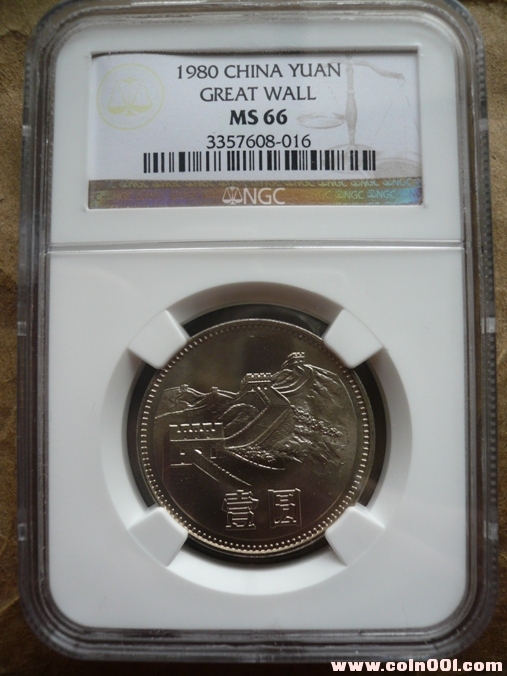 1980 CHINA YUAN
GREAT WALL
MS 66
3357608-016
NGC
壹圆
www.coin001.com